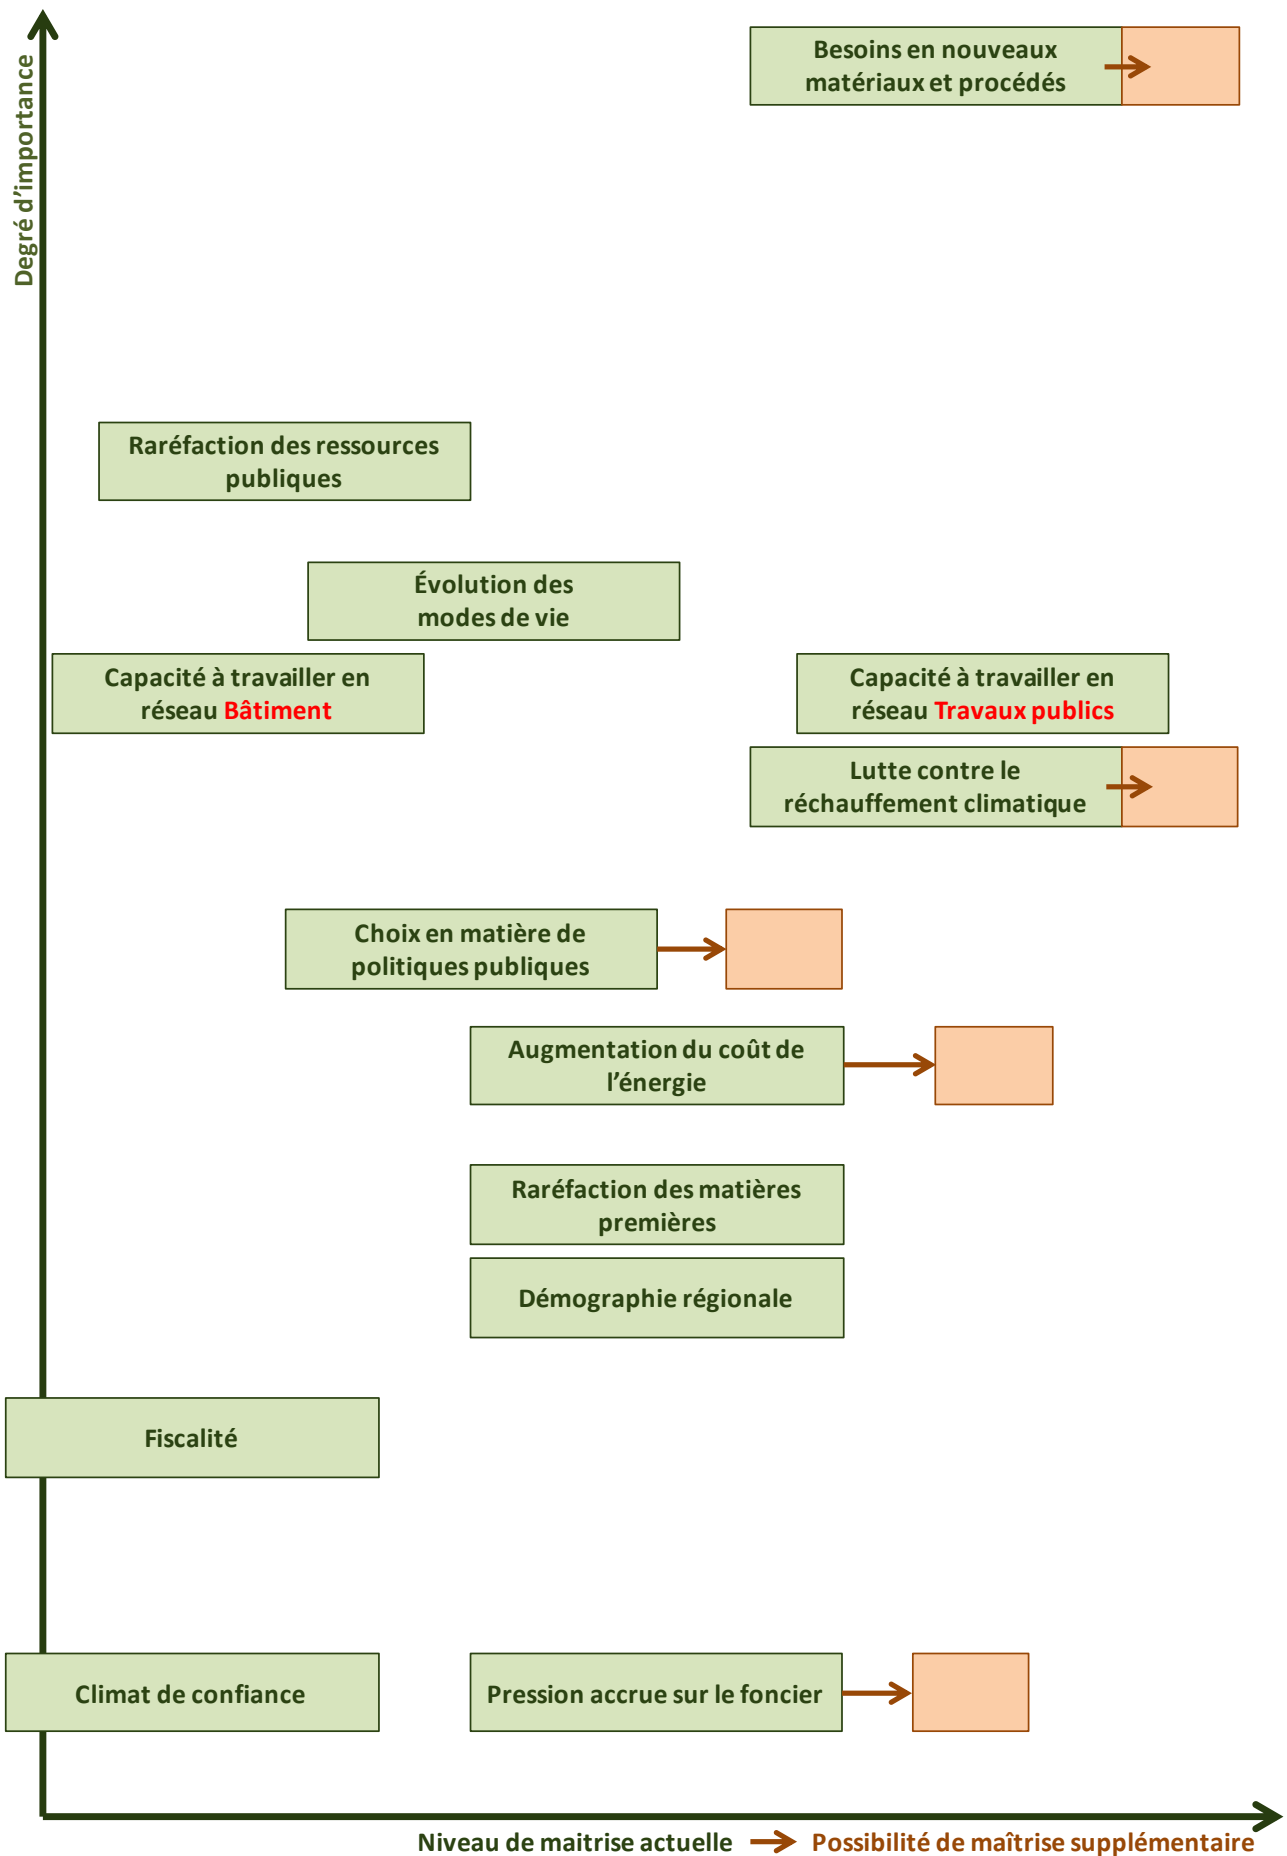 Degré d'importance
Besoins en nouveaux
matériaux et procédés
Raréfaction des ressources
publiques
Évolution des
modes de vie
Capacité à travailler en
réseau Bâtiment
Capacité à travailler en
réseau Travaux publics
Lutte contre le
réchauffement climatique
Choix en matière de
politiques publiques
Augmentation du coût de
l'énergie
Raréfaction des matières
premières
Démographie régionale
Fiscalité
Climat de confiance
Pression accrue sur le foncier
Niveau de maitrise actuelle
Possibilité de maîtrise supplémentaire